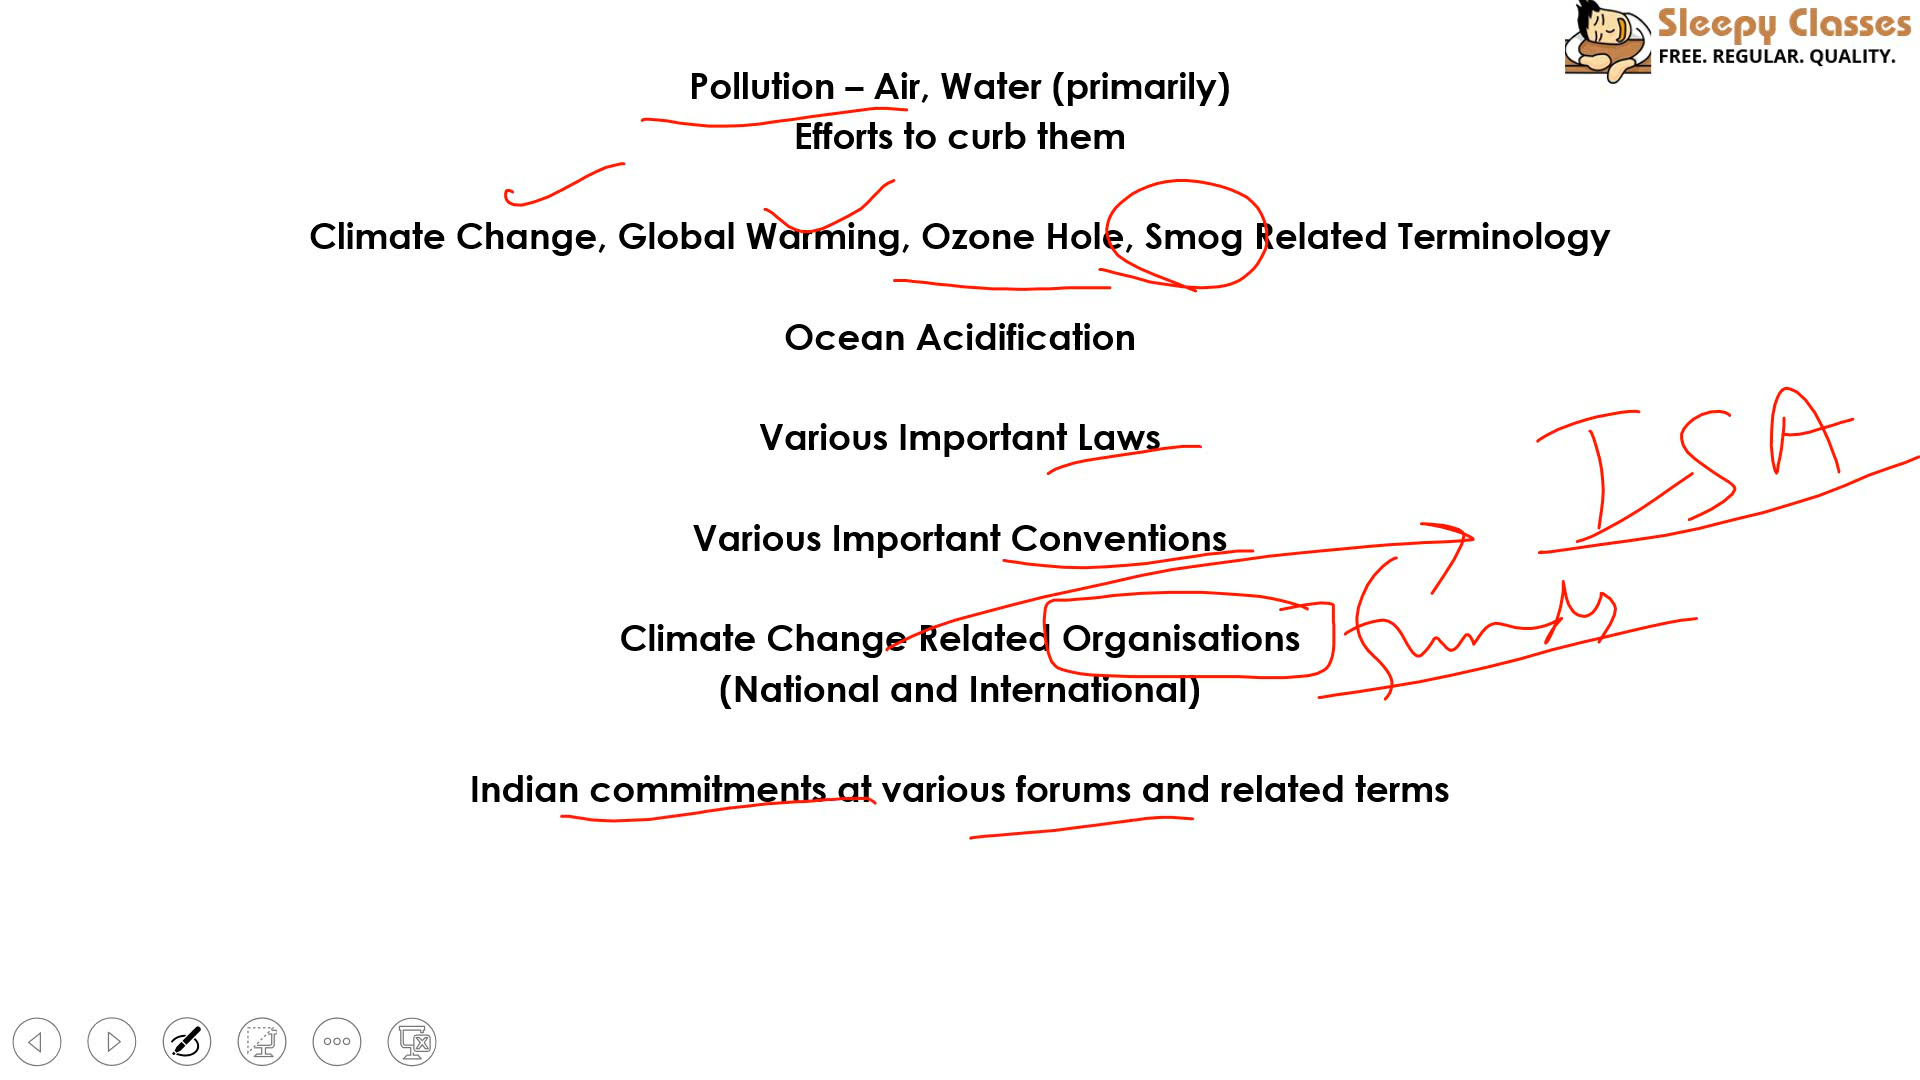 Sleepy Classes
FREE. REGULAR. QUALITY.
Pollution – Air, Water (primarily)
Efforts to curb them
Climate Change, Global Warming, Ozone Hole, Smog Related Terminology
Ocean Acidification
Various Important Laws
ISA
Various Important Conventions
Climate Change Related Organisations
funds
(National and International)
Indian commitments at various forums and related terms